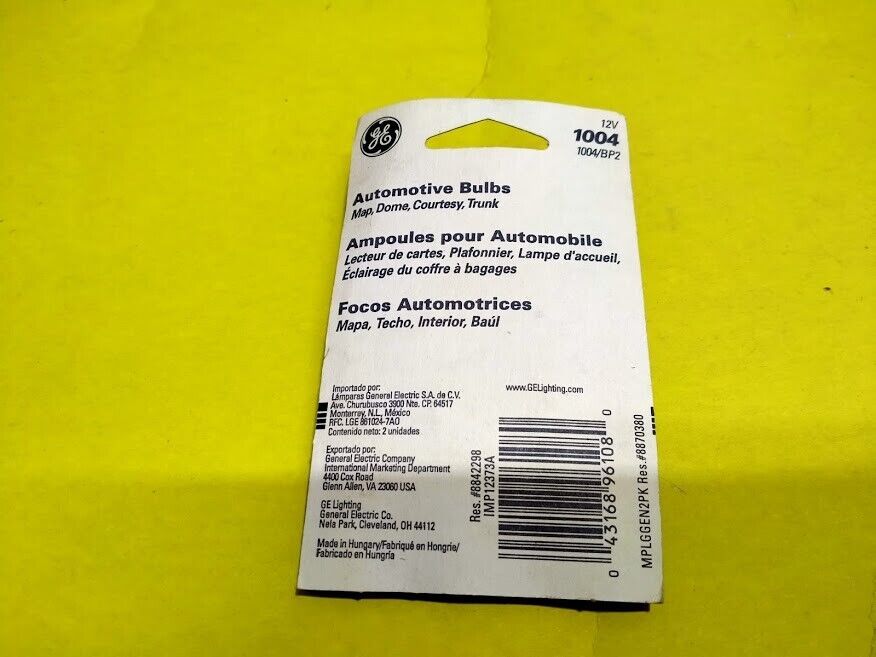 GE
12V
1004
1004/BP2
Automotive Bulbs
Map, Dome, Courtesy, Trunk
Ampoules pour Automobile
Lecteur de cartes, Plafonnier, Lampe d'accueil,
Éclairage du coffre à bagages
Focos Automotrices
Mapa, Techo, Interior, Baúl
Importado por:
Lámparas General Electric S.A. de C.V.
Ave. Churubusco 3900 Nte. CP. 64517
Monterrey, N.L., México
RFC. LGE 861024-7A0
Contenido neto: 2 unidades
Exportado por:
General Electric Company
International Marketing Department
4400 Cox Road
Glenn Allen, VA 23060 USA
GE Lighting
General Electric Co.
Nela Park, Cleveland, OH 44112
Made in Hungary/Fabriqué en Hongrie/
Fabricado en Hungría
www.GELighting.com
Res. #8842298
IMP12373A
0 43168 96108 0
MPLGGEN2PK Res. #8870380